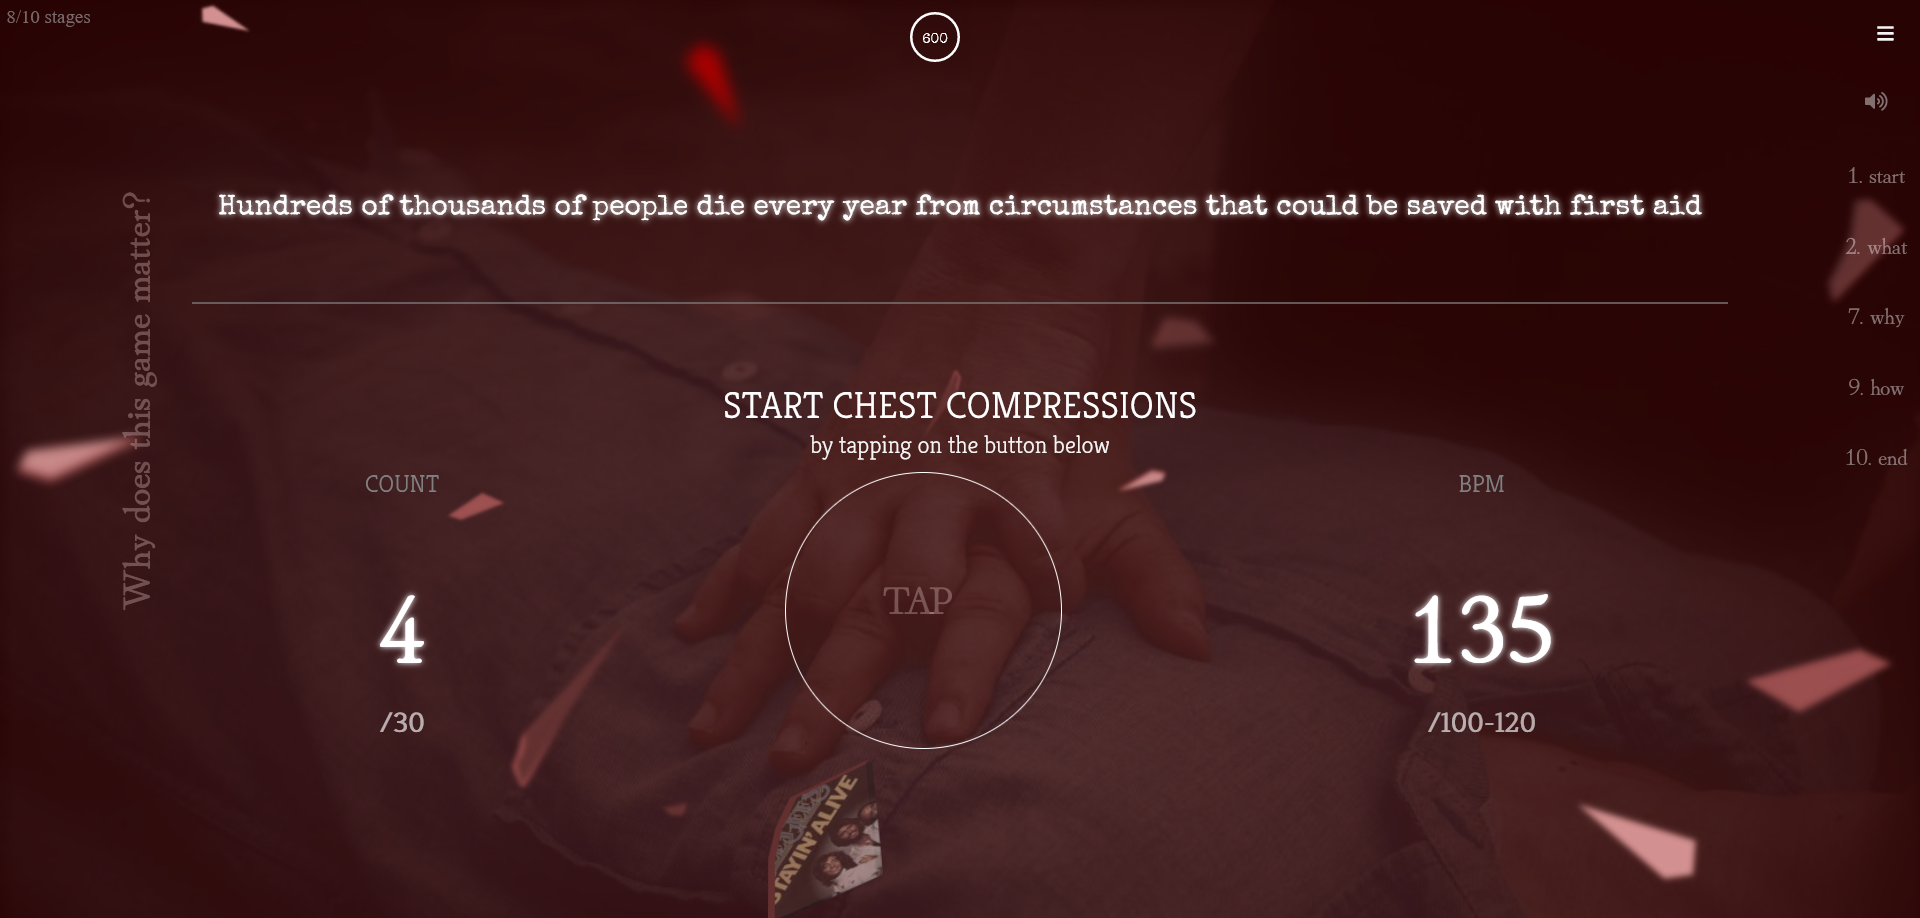 8/10 stages
600
Hundreds of thousands of people die every year from circumstances that could be saved with first aid
Why does this game matter?
1. start
2. what
7. why
9. how
10. end
START CHEST COMPRESSIONS
by tapping on the button below
COUNT
4
/30
TAP
BPM
135
/100-120
STAYIN' ALIVE